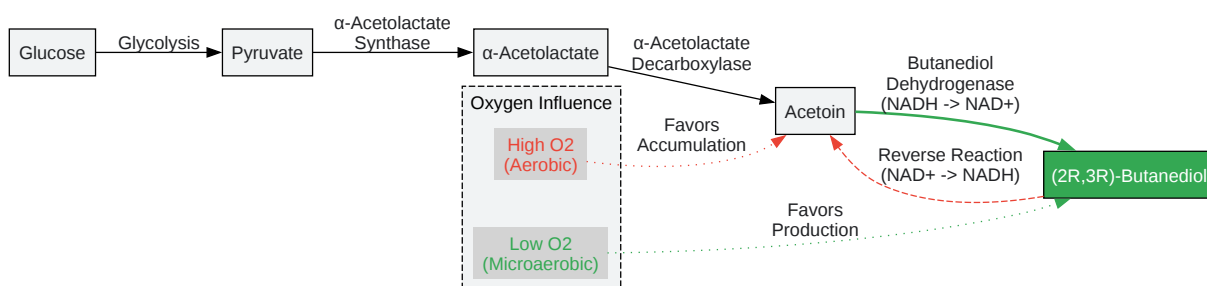 Glucose
Glycolysis
Pyruvate
α-Acetolactate
Synthase
α-Acetolactate
α-Acetolactate
Decarboxylase
Acetoin
Butanediol
Dehydrogenase
(NADH -> NAD+)
Reverse Reaction
(NAD+ -> NADH)
(2R,3R)-Butanediol
Oxygen Influence
High O2
(Aerobic)
Favors
Accumulation
Low O2
(Microaerobic)
Favors
Production